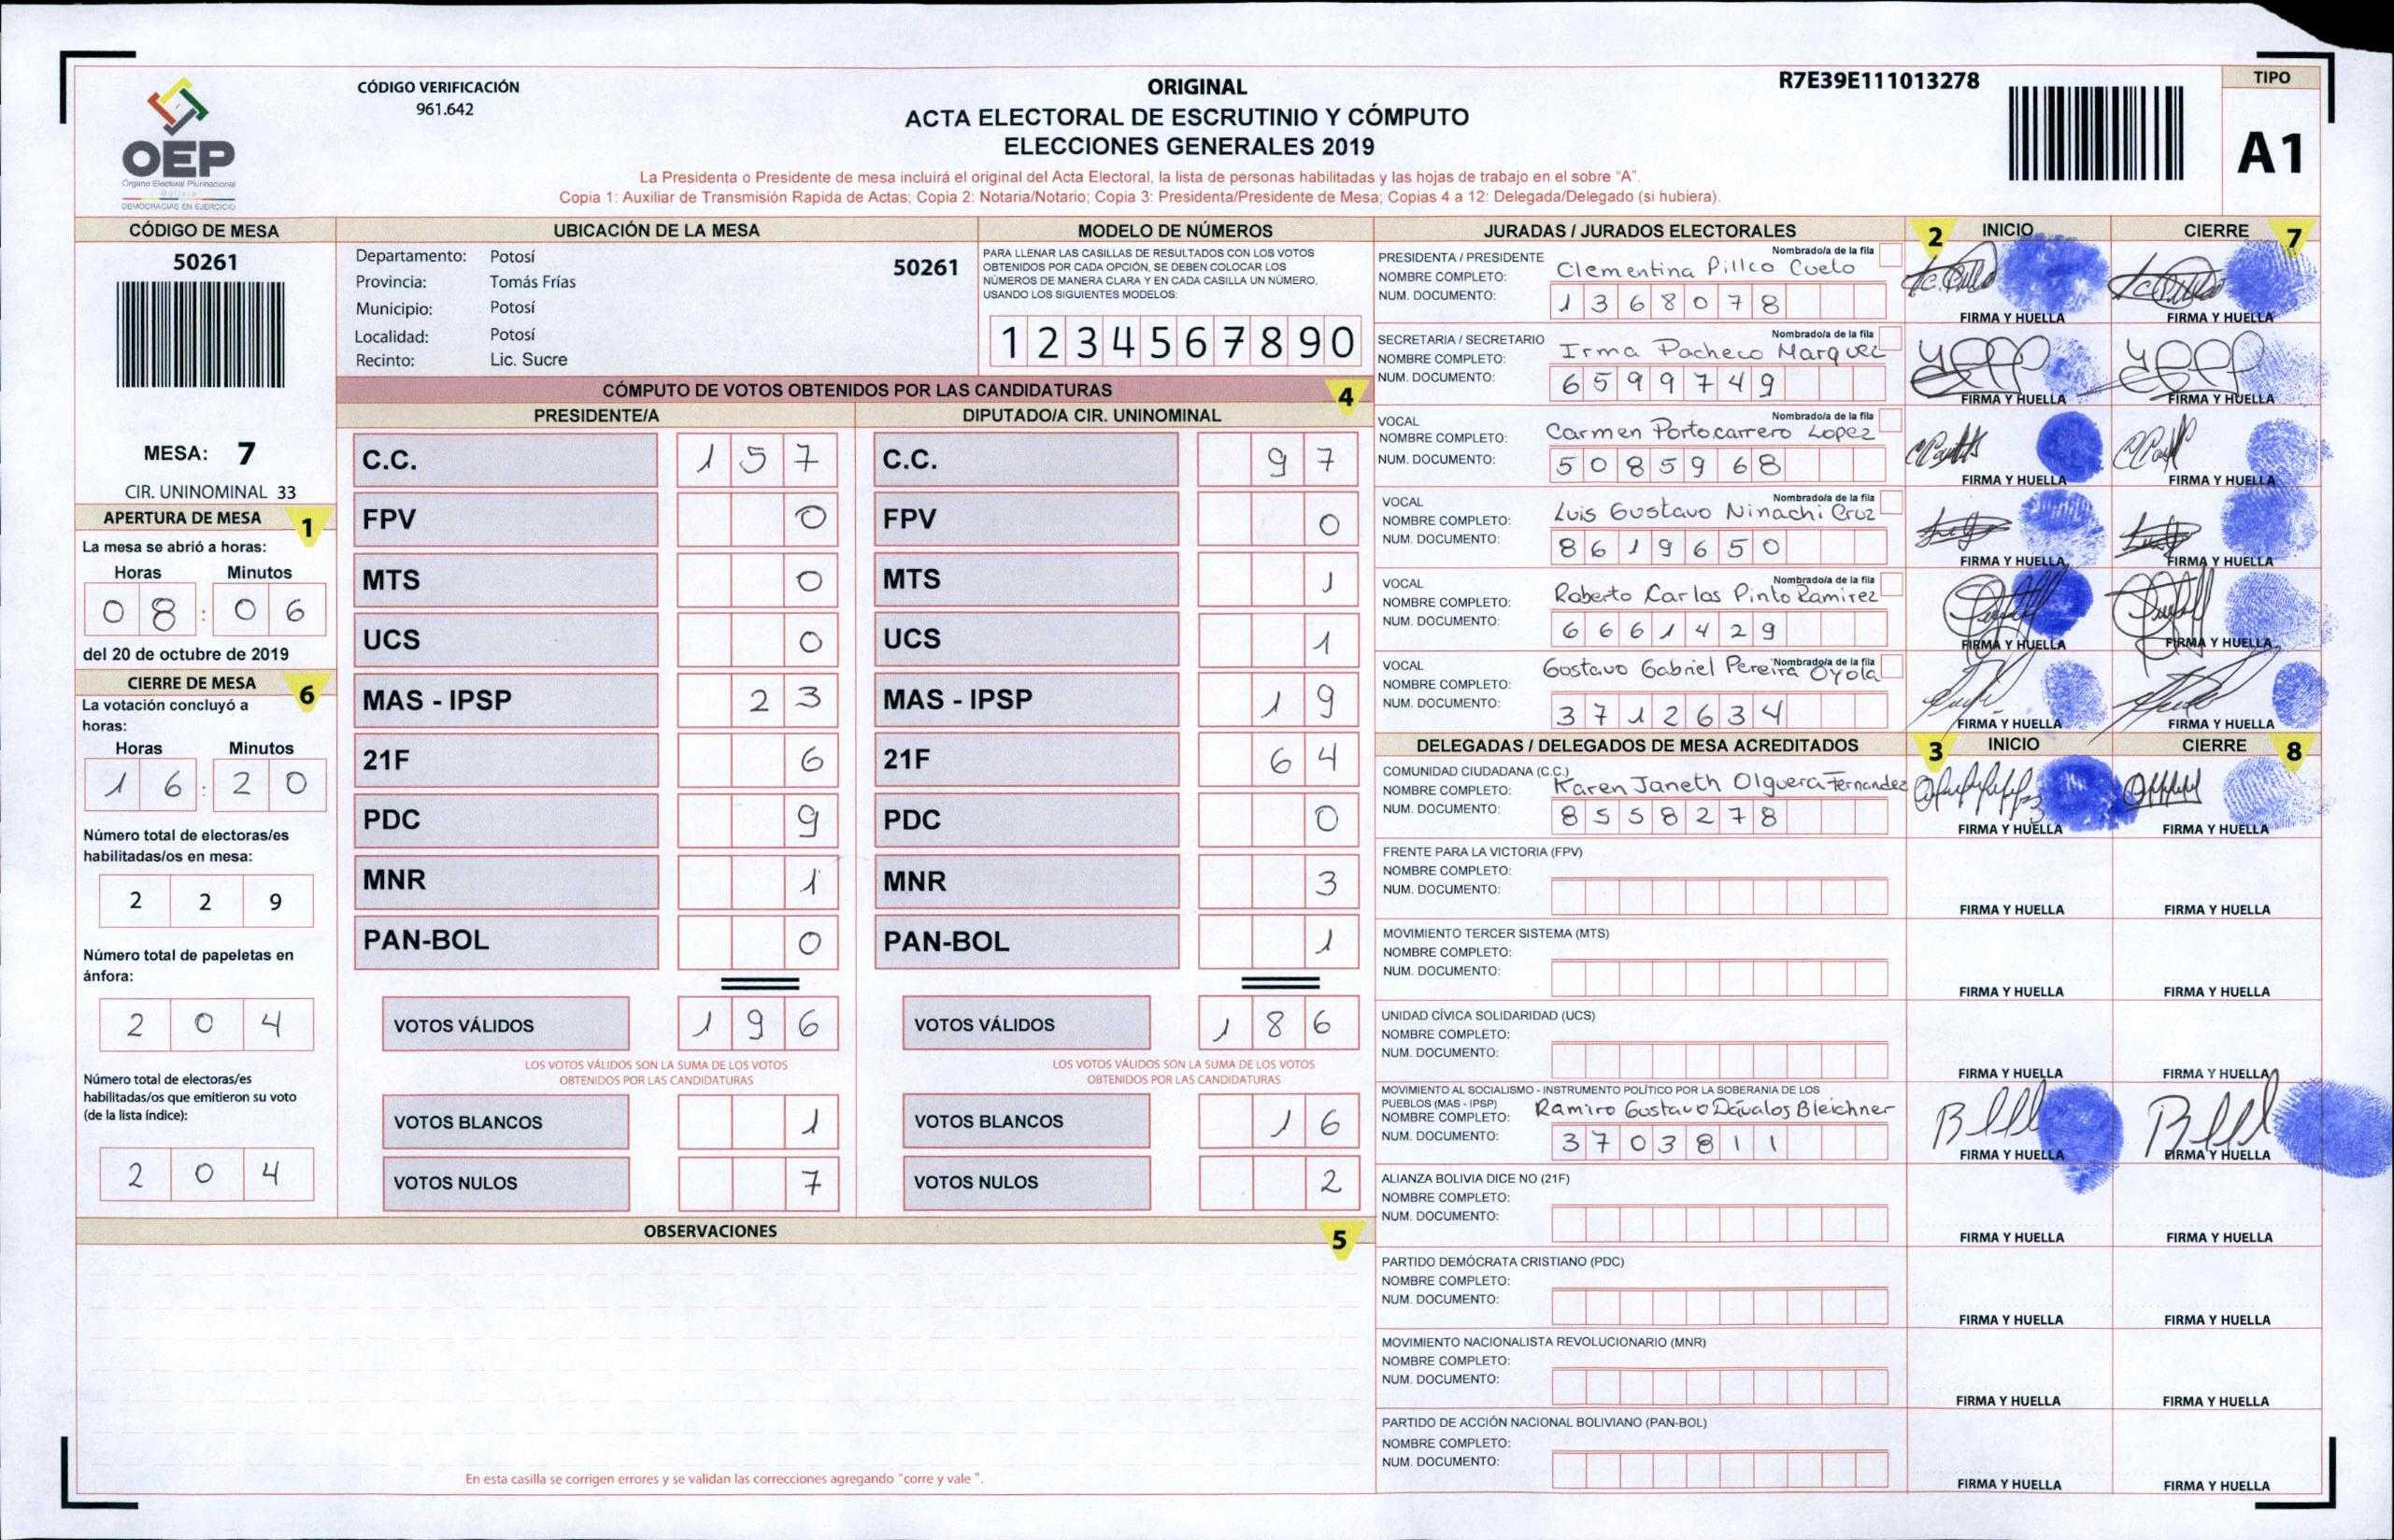 CÓDIGO VERIFICACIÓN
961.642
OEP
Órgano Electoral Plurinacional
Bolivia
DEMOCRACIAS EN EJERCICIO
ORIGINAL
ACTA ELECTORAL DE ESCRUTINIO Y CÓMPUTO
ELECCIONES GENERALES 2019
La Presidenta o Presidente de mesa incluirá el original del Acta Electoral, la lista de personas habilitadas y las hojas de trabajo en el sobre "A".
Copia 1: Auxiliar de Transmisión Rapida de Actas; Copia 2: Notaria/Notario; Copia 3: Presidenta/Presidente de Mesa; Copias 4 a 12: Delegada/Delegado (si hubiera).
R7E39E111013278
TIPO
A1
CÓDIGO DE MESA
50261
MESA: 7
CIR. UNINOMINAL 33
APERTURA DE MESA 1
La mesa se abrió a horas:
Horas Minutos
08 : 06
del 20 de octubre de 2019
CIERRE DE MESA 6
La votación concluyó a
horas:
Horas Minutos
16 : 20
Número total de electoras/es
habilitadas/os en mesa:
2 2 9
Número total de papeletas en
ánfora:
2 0 4
Número total de electoras/es
habilitadas/os que emitieron su voto
(de la lista índice):
2 0 4
UBICACIÓN DE LA MESA
Departamento: Potosí 50261
Provincia: Tomás Frías
Municipio: Potosí
Localidad: Potosí
Recinto: Lic. Sucre
MODELO DE NÚMEROS
PARA LLENAR LAS CASILLAS DE RESULTADOS CON LOS VOTOS
OBTENIDOS POR CADA OPCIÓN, SE DEBEN COLOCAR LOS
NÚMEROS DE MANERA CLARA Y EN CADA CASILLA UN NÚMERO,
USANDO LOS SIGUIENTES MODELOS:
1 2 3 4 5 6 7 8 9 0
CÓMPUTO DE VOTOS OBTENIDOS POR LAS CANDIDATURAS 4
PRESIDENTE/A
C.C. 1 5 7
FPV 0
MTS 0
UCS 0
MAS - IPSP 2 3
21F 6
PDC 9
MNR 1
PAN-BOL 0
VOTOS VÁLIDOS 1 9 6
LOS VOTOS VÁLIDOS SON LA SUMA DE LOS VOTOS
OBTENIDOS POR LAS CANDIDATURAS
VOTOS BLANCOS 1
VOTOS NULOS 7
DIPUTADO/A CIR. UNINOMINAL
C.C. 9 7
FPV 0
MTS 1
UCS 1
MAS - IPSP 1 9
21F 6 4
PDC 0
MNR 3
PAN-BOL 1
VOTOS VÁLIDOS 1 8 6
LOS VOTOS VÁLIDOS SON LA SUMA DE LOS VOTOS
OBTENIDOS POR LAS CANDIDATURAS
VOTOS BLANCOS 1 6
VOTOS NULOS 2
OBSERVACIONES 5
En esta casilla se corrigen errores y se validan las correcciones agregando "corre y vale ".
JURADAS / JURADOS ELECTORALES 2 INICIO CIERRE 7
PRESIDENTA / PRESIDENTE Nombrado/a de la fila
NOMBRE COMPLETO: Clementina Pillco Cueto
NUM. DOCUMENTO: 1368078
FIRMA Y HUELLA FIRMA Y HUELLA
SECRETARIA / SECRETARIO Nombrado/a de la fila
NOMBRE COMPLETO: Irma Pacheco Marquez
NUM. DOCUMENTO: 6599749
FIRMA Y HUELLA FIRMA Y HUELLA
VOCAL Nombrado/a de la fila
NOMBRE COMPLETO: Carmen Portocarrero Lopez
NUM. DOCUMENTO: 5085968
FIRMA Y HUELLA FIRMA Y HUELLA
VOCAL Nombrado/a de la fila
NOMBRE COMPLETO: Luis Gustavo Ninachi Cruz
NUM. DOCUMENTO: 8619650
FIRMA Y HUELLA FIRMA Y HUELLA
VOCAL Nombrado/a de la fila
NOMBRE COMPLETO: Roberto Carlos Pinto Ramirez
NUM. DOCUMENTO: 6661429
FIRMA Y HUELLA FIRMA Y HUELLA
VOCAL Nombrado/a de la fila
NOMBRE COMPLETO: Gustavo Gabriel Pereira Oyola
NUM. DOCUMENTO: 3712634
FIRMA Y HUELLA FIRMA Y HUELLA
DELEGADAS / DELEGADOS DE MESA ACREDITADOS 3 INICIO CIERRE 8
COMUNIDAD CIUDADANA (C.C.)
NOMBRE COMPLETO: Karen Janeth Olguera Fernandez
NUM. DOCUMENTO: 8558278
FIRMA Y HUELLA FIRMA Y HUELLA
FRENTE PARA LA VICTORIA (FPV)
NOMBRE COMPLETO:
NUM. DOCUMENTO:
FIRMA Y HUELLA FIRMA Y HUELLA
MOVIMIENTO TERCER SISTEMA (MTS)
NOMBRE COMPLETO:
NUM. DOCUMENTO:
FIRMA Y HUELLA FIRMA Y HUELLA
UNIDAD CÍVICA SOLIDARIDAD (UCS)
NOMBRE COMPLETO:
NUM. DOCUMENTO:
FIRMA Y HUELLA FIRMA Y HUELLA
MOVIMIENTO AL SOCIALISMO - INSTRUMENTO POLÍTICO POR LA SOBERANIA DE LOS
PUEBLOS (MAS - IPSP)
NOMBRE COMPLETO: Ramiro Gustavo Dávalos Bleichner
NUM. DOCUMENTO: 3703811
FIRMA Y HUELLA FIRMA Y HUELLA
ALIANZA BOLIVIA DICE NO (21F)
NOMBRE COMPLETO:
NUM. DOCUMENTO:
FIRMA Y HUELLA FIRMA Y HUELLA
PARTIDO DEMÓCRATA CRISTIANO (PDC)
NOMBRE COMPLETO:
NUM. DOCUMENTO:
FIRMA Y HUELLA FIRMA Y HUELLA
MOVIMIENTO NACIONALISTA REVOLUCIONARIO (MNR)
NOMBRE COMPLETO:
NUM. DOCUMENTO:
FIRMA Y HUELLA FIRMA Y HUELLA
PARTIDO DE ACCIÓN NACIONAL BOLIVIANO (PAN-BOL)
NOMBRE COMPLETO:
NUM. DOCUMENTO:
FIRMA Y HUELLA FIRMA Y HUELLA